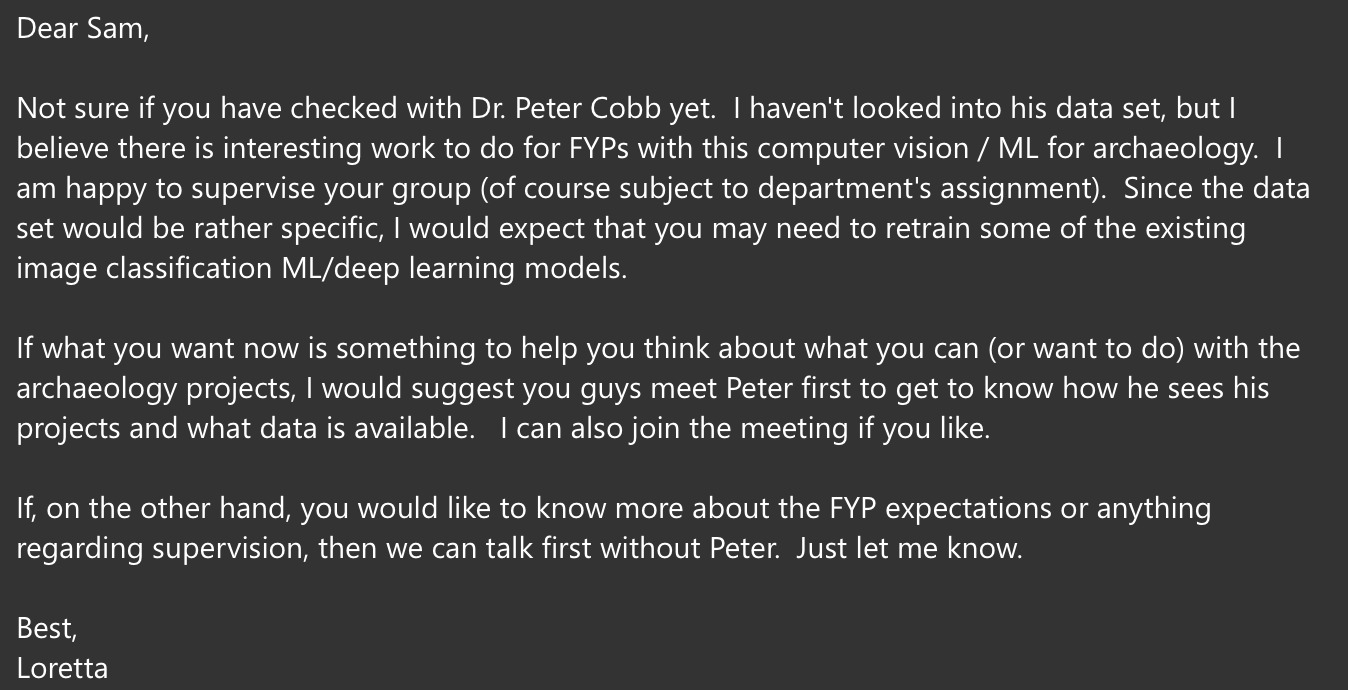 Dear Sam,
Not sure if you have checked with Dr. Peter Cobb yet.  I haven't looked into his data set, but I
believe there is interesting work to do for FYPs with this computer vision / ML for archaeology.  I
am happy to supervise your group (of course subject to department's assignment).  Since the data
set would be rather specific, I would expect that you may need to retrain some of the existing
image classification ML/deep learning models.
If what you want now is something to help you think about what you can (or want to do) with the
archaeology projects, I would suggest you guys meet Peter first to get to know how he sees his
projects and what data is available.   I can also join the meeting if you like.
If, on the other hand, you would like to know more about the FYP expectations or anything
regarding supervision, then we can talk first without Peter.  Just let me know.
Best,
Loretta